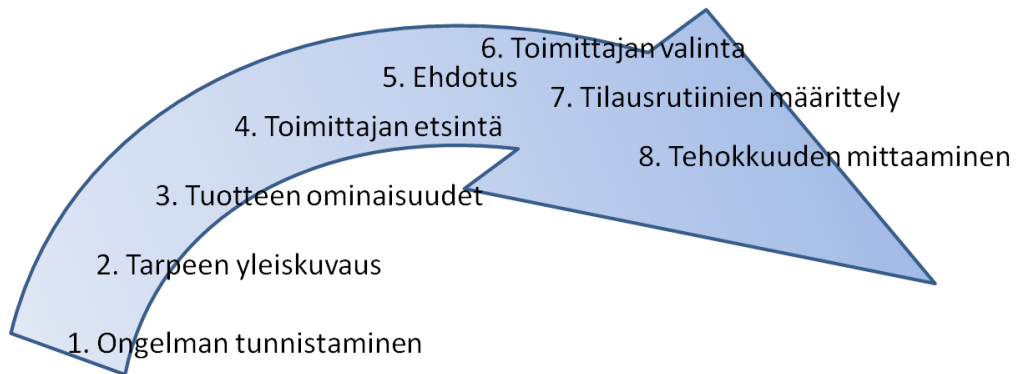 1. Ongelman tunnistaminen
2. Tarpeen yleiskuvaus
3. Tuotteen ominaisuudet
4. Toimittajan etsintä
5. Ehdotus
6. Toimittajan valinta
7. Tilausrutiinien määrittely
8. Tehokkuuden mittaaminen